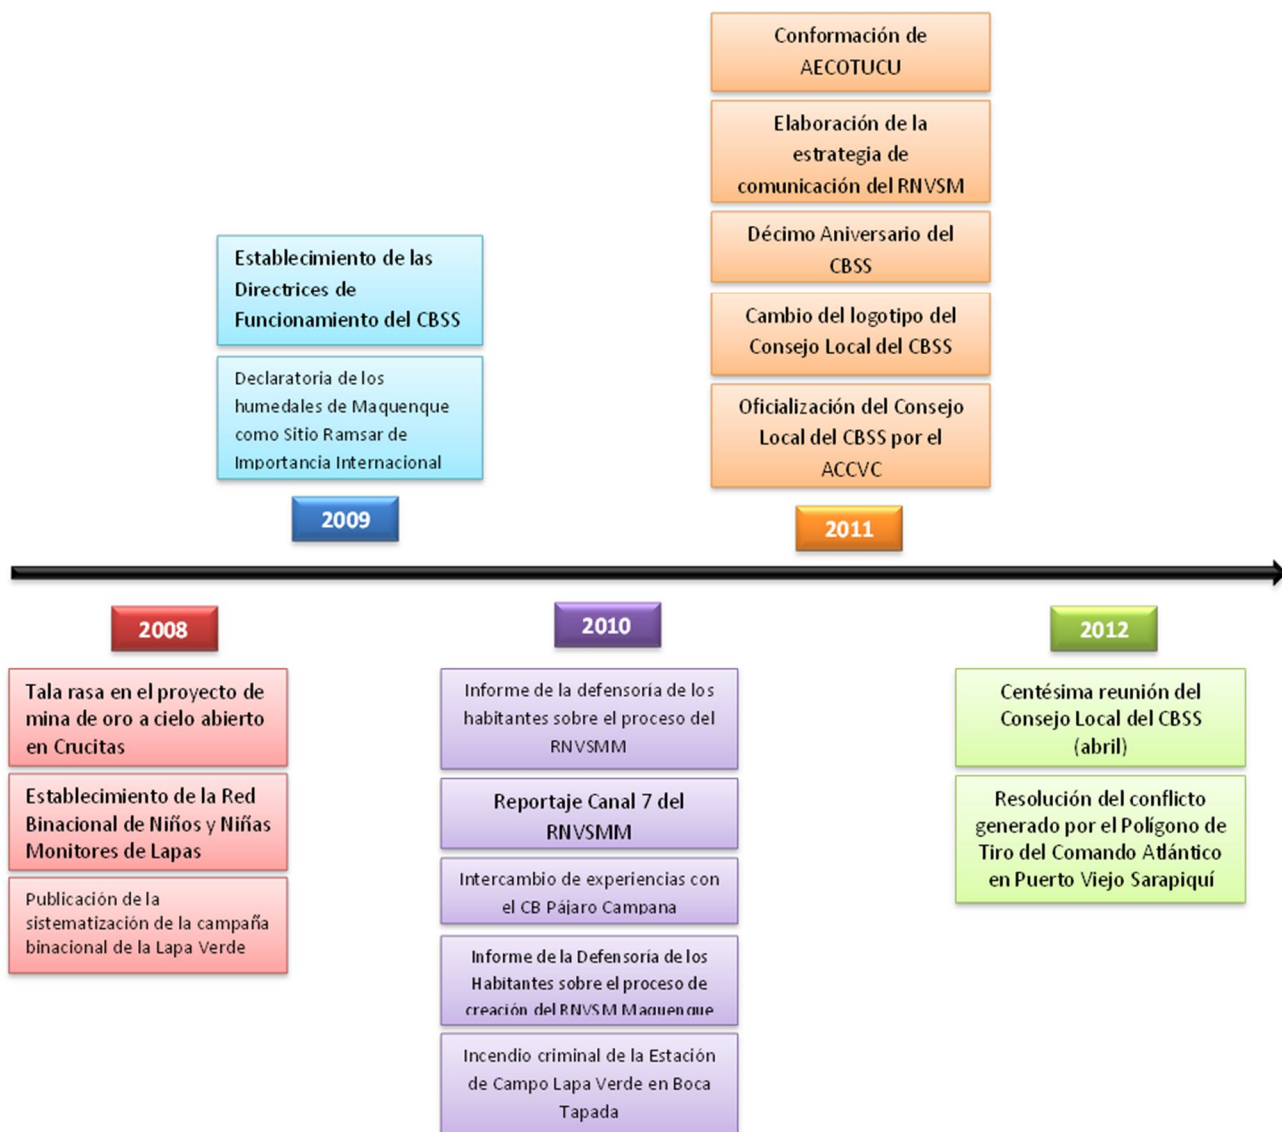 Conformación de
AECOTUCU
Elaboración de la
estrategia de
comunicación del RNVSM
Décimo Aniversario del
CBSS
Cambio del logotipo del
Consejo Local del CBSS
Oficialización del Consejo
Local del CBSS por el
ACCVC
2011
Establecimiento de las
Directrices de
Funcionamiento del CBSS
Declaratoria de los
humedales de Maquenque
como Sitio Ramsar de
Importancia Internacional
2009
2008
Tala rasa en el proyecto de
mina de oro a cielo abierto
en Crucitas
Establecimiento de la Red
Binacional de Niños y Niñas
Monitores de Lapas
Publicación de la
sistematización de la campaña
binacional de la Lapa Verde
2010
Informe de la defensoría de los
habitantes sobre el proceso del
RNVSMM
Reportaje Canal 7 del
RNVSMM
Intercambio de experiencias con
el CB Pájaro Campana
Informe de la Defensoría de los
Habitantes sobre el proceso de
creación del RNVSM Maquenque
Incendio criminal de la Estación
de Campo Lapa Verde en Boca
Tapada
2012
Centésima reunión del
Consejo Local del CBSS
(abril)
Resolución del conflicto
generado por el Polígono de
Tiro del Comando Atlántico
en Puerto Viejo Sarapiquí